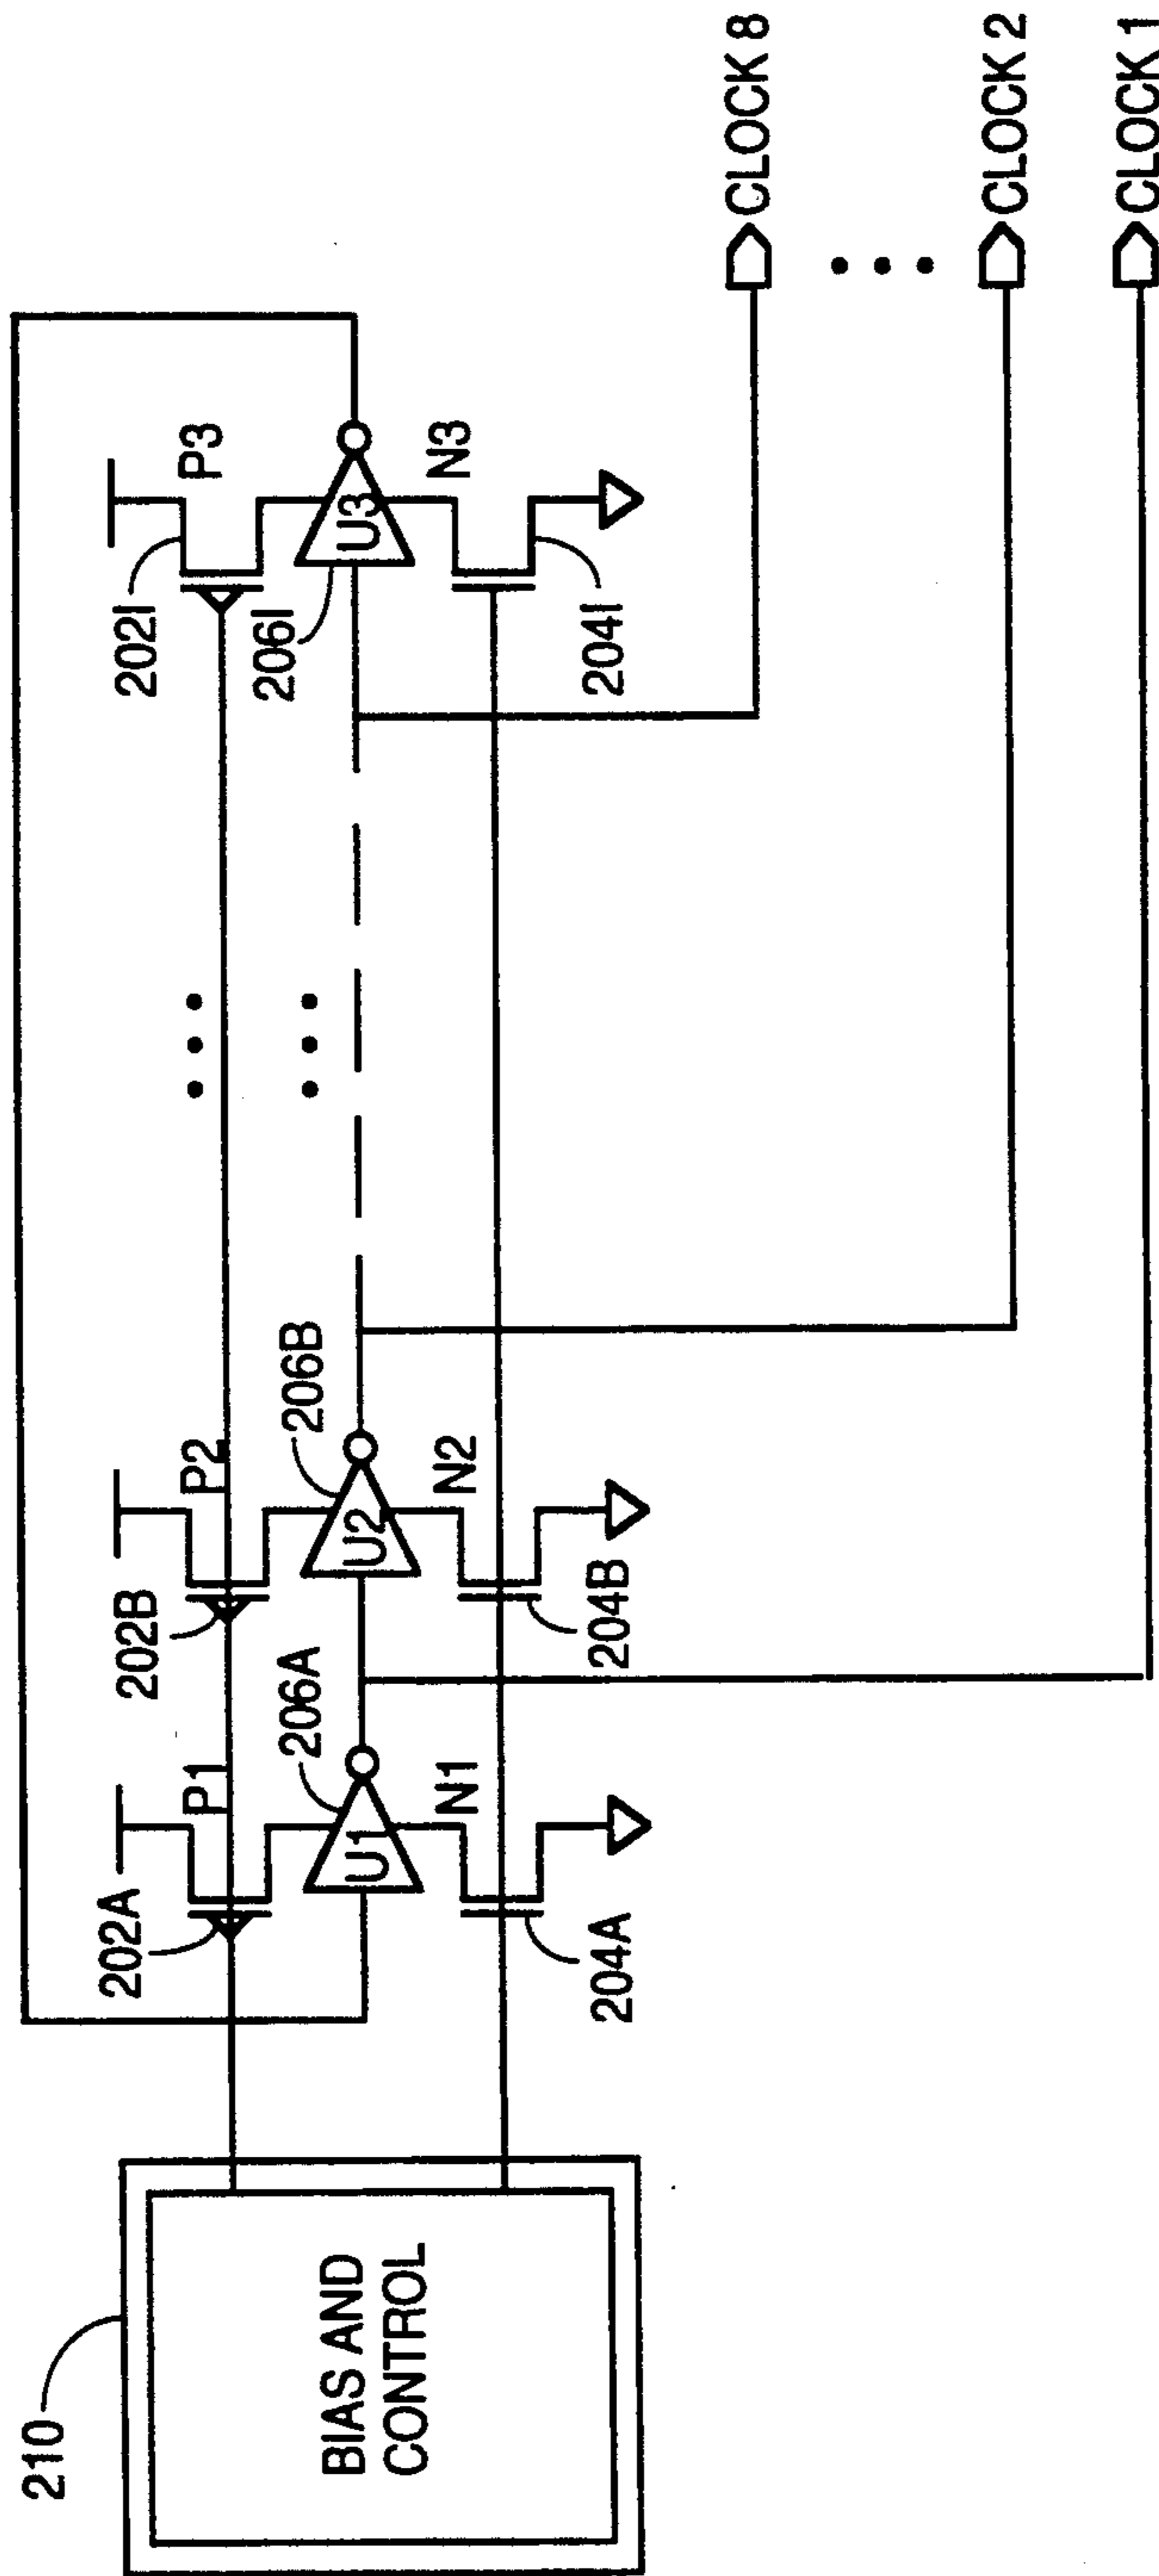 210
BIAS AND
CONTROL
202A
P1
206A
U1
N1
204A
202B
P2
206B
U2
N2
204B
202I
P3
206I
U3
N3
204I
CLOCK 8
CLOCK 2
CLOCK 1